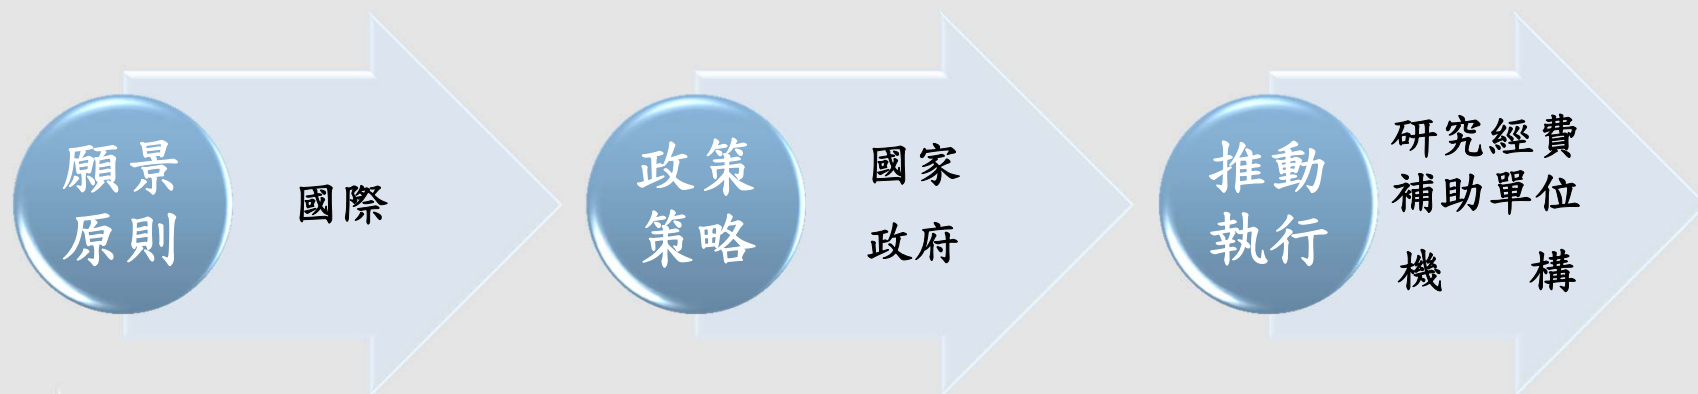 願景
原則
國際
政策
策略
國家
政府
推動
執行
研究經費
補助單位
機 構